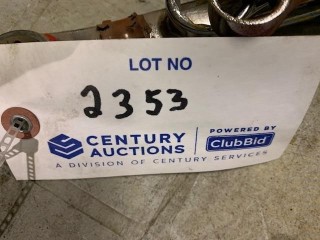 LOT NO
2353
CENTURY AUCTIONS
POWERED BY ClubBid
A DIVISION OF CENTURY SERVICES